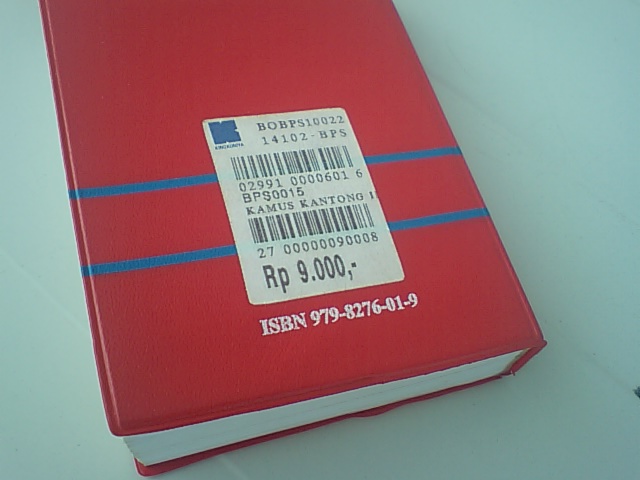 BOBPS10022
14102-BPS
02991 0000601 6
BPS0015
KAMUS KANTONG I
27 00000090008
Rp 9.000,-
ISBN 979-8276-01-9